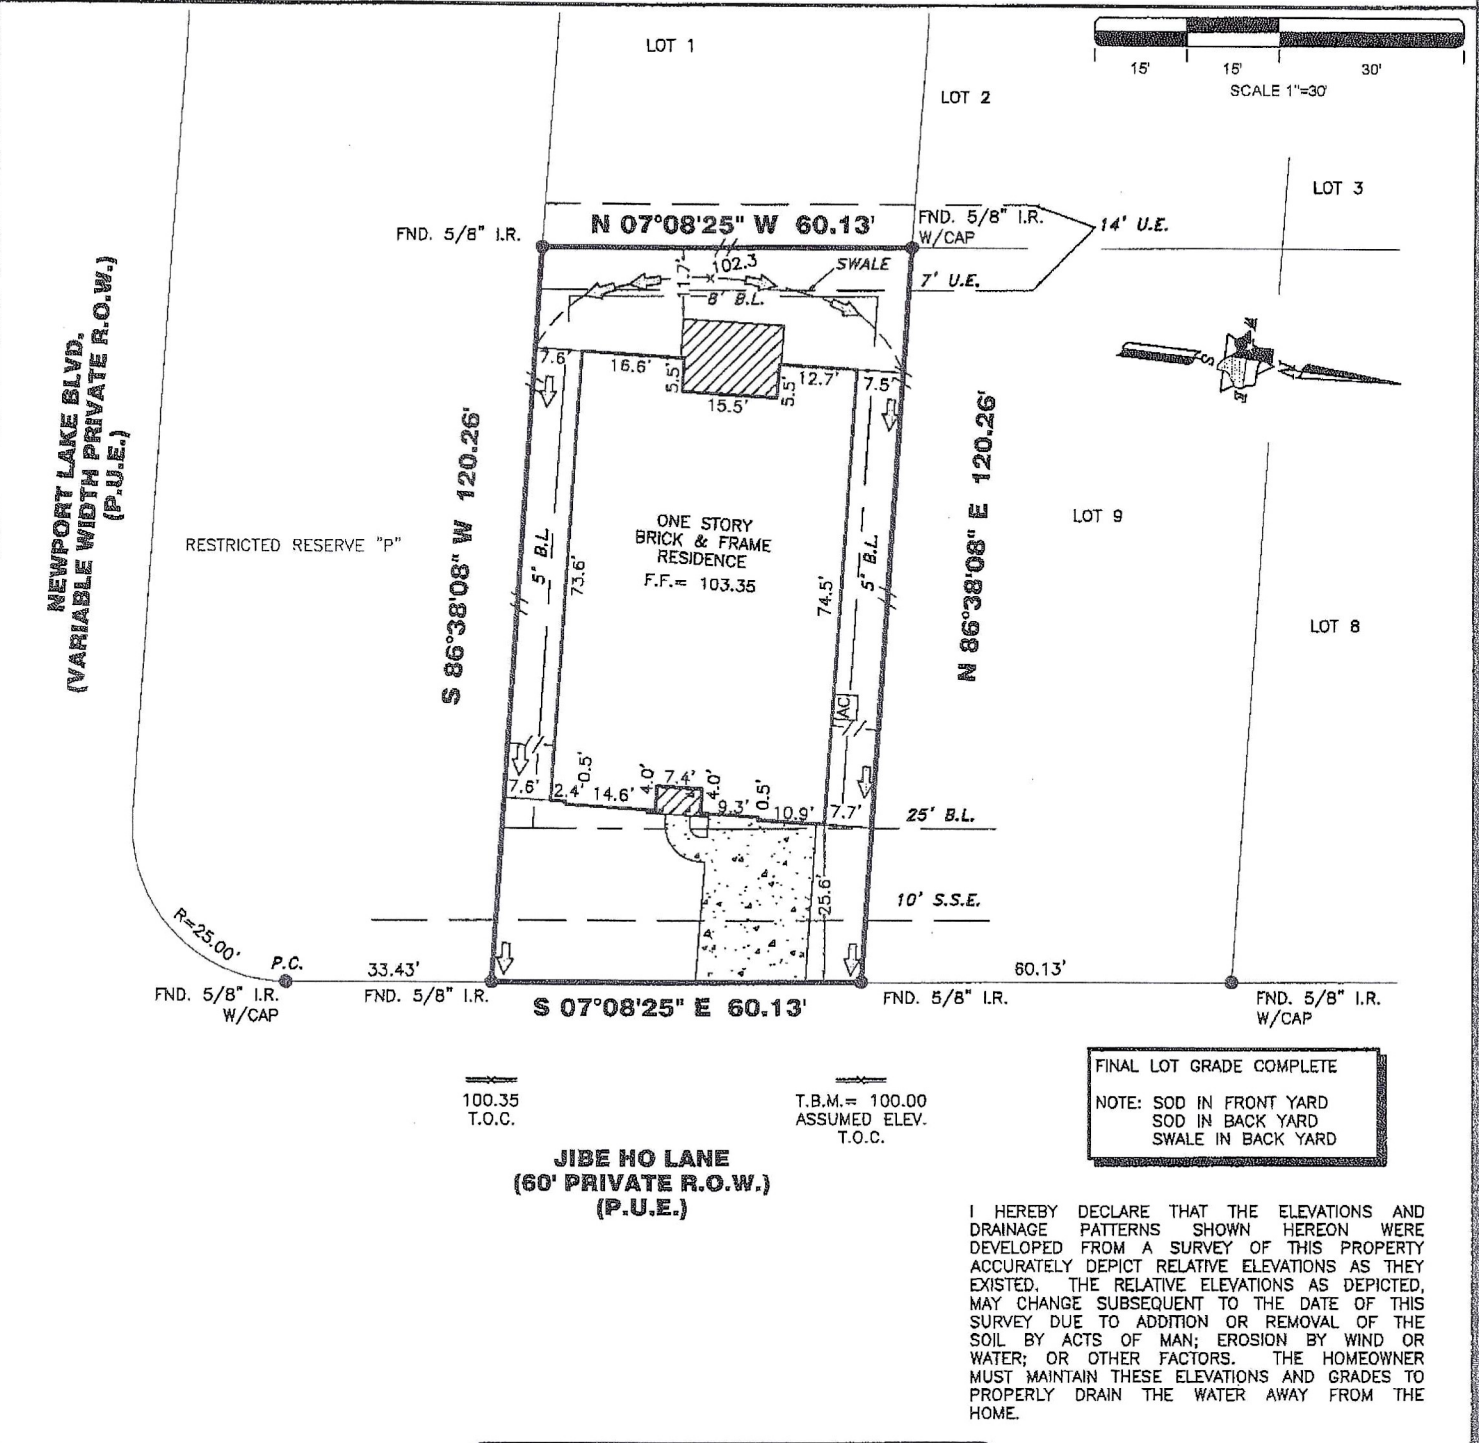 LOT 1
15' 15' 30'
SCALE 1"=30'
LOT 2
LOT 3
N 07°08'25" W 60.13'
FND. 5/8" I.R.
FND. 5/8" I.R.
W/CAP
14' U.E.
102.3
SWALE
7' U.E.
11.7'
8' B.L.
7.6'
16.6'
5.5'
15.5'
5.5'
12.7'
7.5'
S
E
NEWPORT LAKE BLVD.
(VARIABLE WIDTH PRIVATE R.O.W.)
(P.U.E.)
RESTRICTED RESERVE "P"
S 86°38'08" W 120.26'
5' B.L.
73.6'
ONE STORY
BRICK & FRAME
RESIDENCE
F.F.= 103.35
74.5'
5' B.L.
N 86°38'08" E 120.26'
LOT 9
LOT 8
AC
7.6'
2.4'
0.5'
14.6'
4.0'
7.4'
4.0'
9.3'
0.5'
10.9'
7.7'
25' B.L.
25.6'
10' S.S.E.
R=25.00'
P.C.
33.43'
60.13'
FND. 5/8" I.R.
W/CAP
FND. 5/8" I.R.
S 07°08'25" E 60.13'
FND. 5/8" I.R.
FND. 5/8" I.R.
W/CAP
100.35
T.O.C.
T.B.M.= 100.00
ASSUMED ELEV.
T.O.C.
FINAL LOT GRADE COMPLETE
NOTE: SOD IN FRONT YARD
SOD IN BACK YARD
SWALE IN BACK YARD
JIBE HO LANE
(60' PRIVATE R.O.W.)
(P.U.E.)
I HEREBY DECLARE THAT THE ELEVATIONS AND
DRAINAGE PATTERNS SHOWN HEREON WERE
DEVELOPED FROM A SURVEY OF THIS PROPERTY
ACCURATELY DEPICT RELATIVE ELEVATIONS AS THEY
EXISTED. THE RELATIVE ELEVATIONS AS DEPICTED,
MAY CHANGE SUBSEQUENT TO THE DATE OF THIS
SURVEY DUE TO ADDITION OR REMOVAL OF THE
SOIL BY ACTS OF MAN; EROSION BY WIND OR
WATER; OR OTHER FACTORS. THE HOMEOWNER
MUST MAINTAIN THESE ELEVATIONS AND GRADES TO
PROPERLY DRAIN THE WATER AWAY FROM THE
HOME.